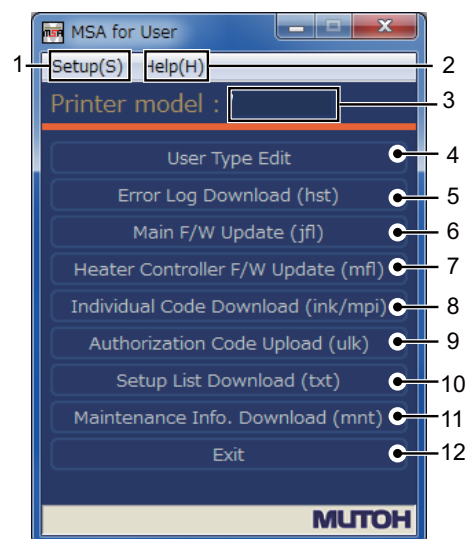 MSA for User
1 Setup(S) Help(H) 2
Printer model : 3
User Type Edit 4
Error Log Download (hst) 5
Main F/W Update (jfl) 6
Heater Controller F/W Update (mfl) 7
Individual Code Download (ink/mpi) 8
Authorization Code Upload (ulk) 9
Setup List Download (txt) 10
Maintenance Info. Download (mnt) 11
Exit 12
MUTOH